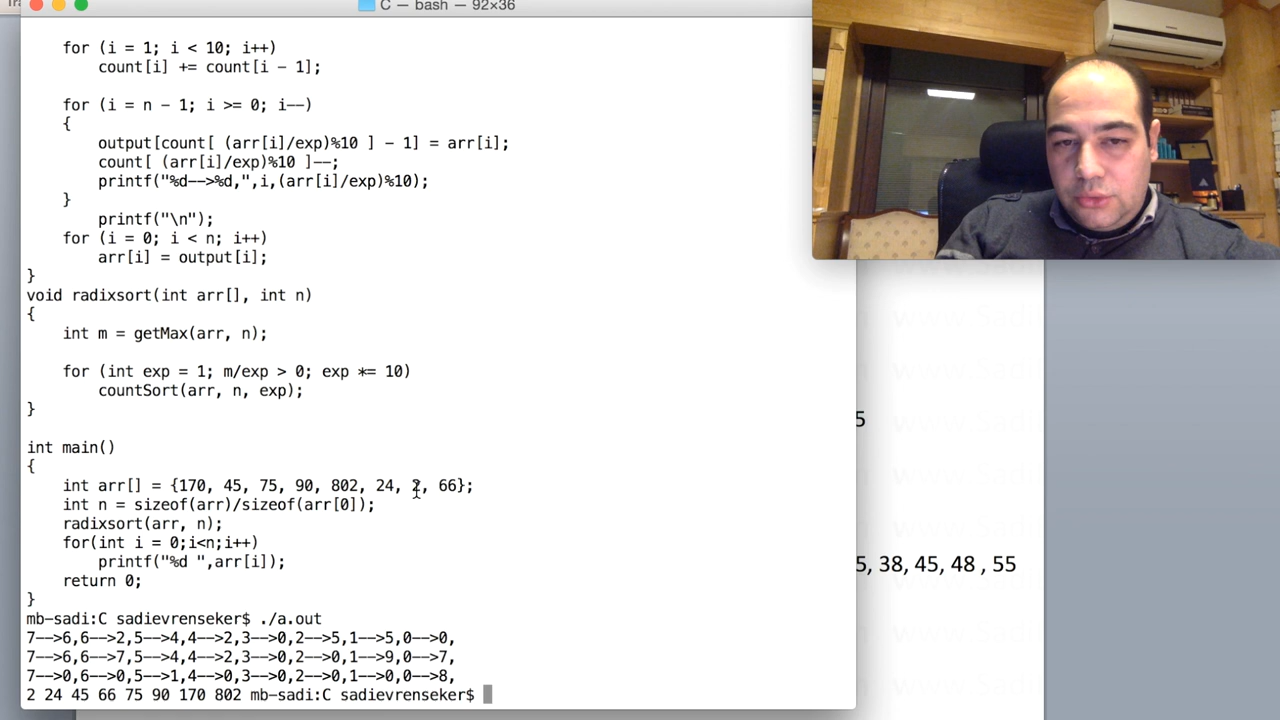 C — bash — 92×36
for (i = 1; i < 10; i++)
count[i] += count[i - 1];
for (i = n - 1; i >= 0; i--)
{
output[count[ (arr[i]/exp)%10 ] - 1] = arr[i];
count[ (arr[i]/exp)%10 ]--;
printf("%d-->%d,",i,(arr[i]/exp)%10);
}
printf("\n");
for (i = 0; i < n; i++)
arr[i] = output[i];
}
void radixsort(int arr[], int n)
{
int m = getMax(arr, n);
for (int exp = 1; m/exp > 0; exp *= 10)
countSort(arr, n, exp);
}
int main()
{
int arr[] = {170, 45, 75, 90, 802, 24, 2, 66};
int n = sizeof(arr)/sizeof(arr[0]);
radixsort(arr, n);
for(int i = 0;i<n;i++)
printf("%d ",arr[i]);
return 0;
}
mb-sadi:C sadievrenseker$ ./a.out
7-->6,6-->2,5-->4,4-->2,3-->0,2-->5,1-->5,0-->0,
7-->6,6-->7,5-->4,4-->2,3-->0,2-->0,1-->9,0-->7,
7-->0,6-->0,5-->1,4-->0,3-->0,2-->0,1-->0,0-->8,
2 24 45 66 75 90 170 802 mb-sadi:C sadievrenseker$
5
5, 38, 45, 48 , 55